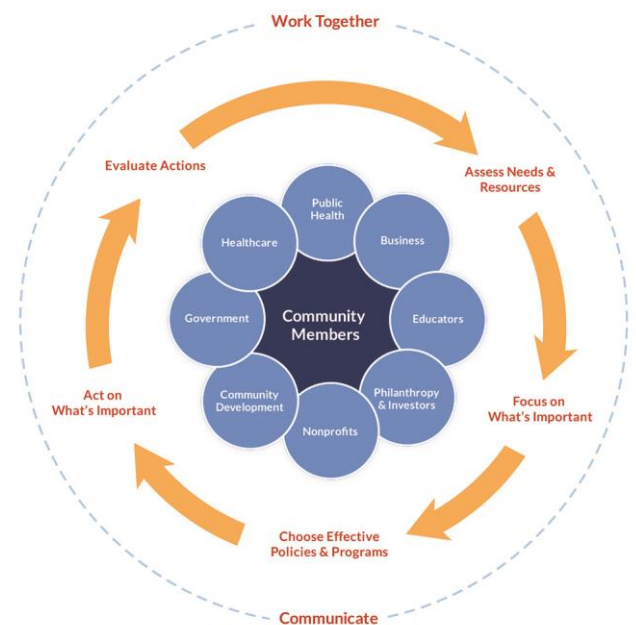 Work Together
Evaluate Actions
Assess Needs &
Resources
Public
Health
Healthcare
Business
Government
Community
Members
Educators
Act on
What's Important
Community
Development
Philanthropy
& Investors
Focus on
What's Important
Nonprofits
Choose Effective
Policies & Programs
Communicate